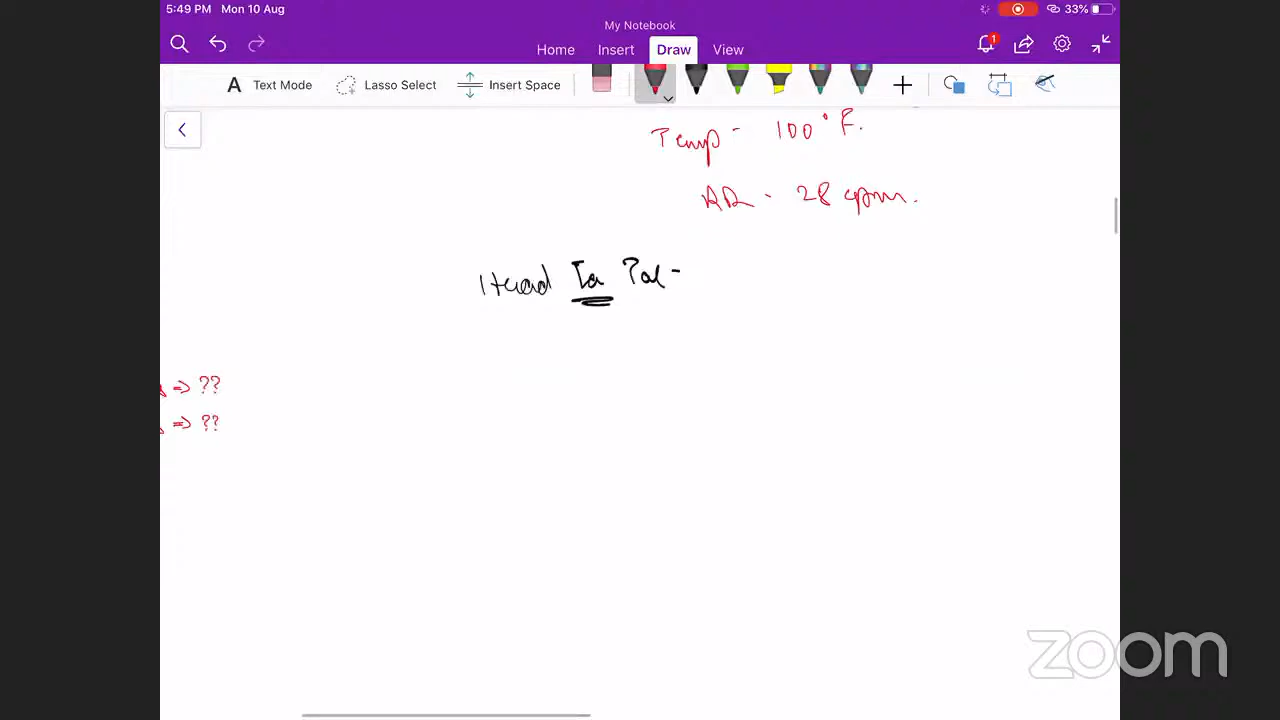 5:49 PM Mon 10 Aug
33%
My Notebook
Home Insert Draw View
1
A Text Mode Lasso Select Insert Space
Temp - 100°F.
RR - 28 cpm.
Head To Toe -
=> ??
=> ??
zoom